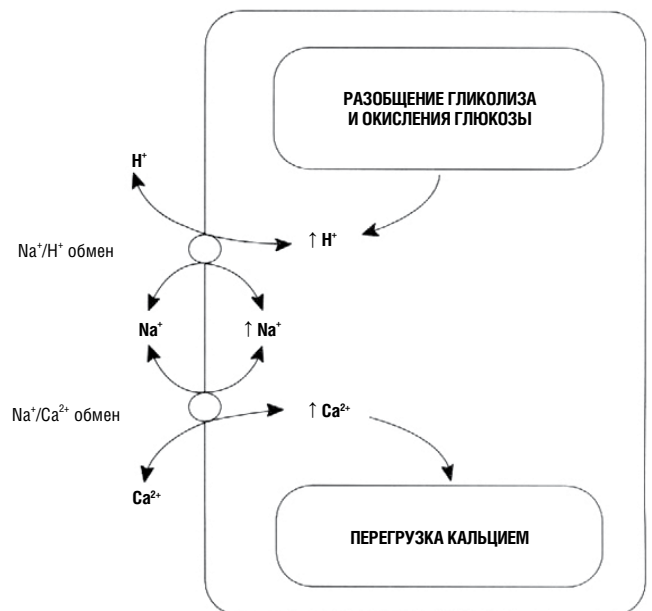 РАЗОБЩЕНИЕ ГЛИКОЛИЗА
И ОКИСЛЕНИЯ ГЛЮКОЗЫ
H⁺
↑ H⁺
Na⁺/H⁺ обмен
Na⁺
↑ Na⁺
Na⁺/Ca²⁺ обмен
↑ Ca²⁺
Ca²⁺
ПЕРЕГРУЗКА КАЛЬЦИЕМ